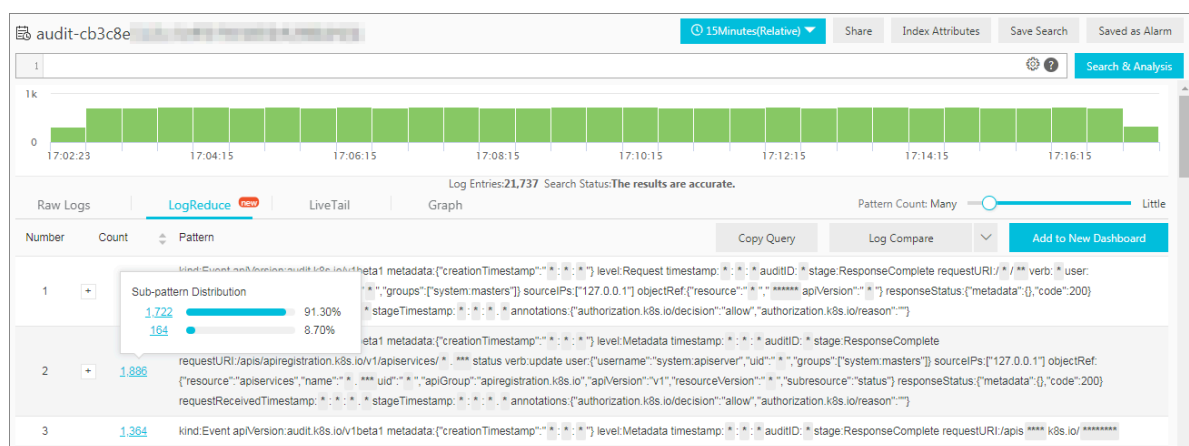 audit-cb3c8e
15Minutes(Relative)
Share
Index Attributes
Save Search
Saved as Alarm
1
?
Search & Analysis
1k
0
17:02:23
17:04:15
17:06:15
17:08:15
17:10:15
17:12:15
17:14:15
17:16:15
Log Entries:21,737 Search Status:The results are accurate.
Raw Logs
LogReduce new
LiveTail
Graph
Pattern Count: Many
Little
Number
Count
Pattern
Copy Query
Log Compare
Add to New Dashboard
kind:Event apiVersion:audit.k8s.io/v1beta1 metadata:{"creationTimestamp":" * : * : * "} level:Request timestamp: * : * : * auditID: * stage:ResponseComplete requestURI:/ * / ** verb: * user:
1
+
* ","groups":["system:masters"]} sourceIPs:["127.0.0.1"] objectRef:{"resource":" * "," ****** apiVersion":" * "} responseStatus:{"metadata":{},"code":200}
* stageTimestamp: * : * : * . * annotations:{"authorization.k8s.io/decision":"allow","authorization.k8s.io/reason":""}
Sub-pattern Distribution
1,722
91.30%
164
8.70%
eta1 metadata:{"creationTimestamp":" * : * : * "} level:Metadata timestamp: * : * : * auditID: * stage:ResponseComplete
requestURI:/apis/apiregistration.k8s.io/v1/apiservices/ * . *** status verb:update user:{"username":"system:apiserver","uid":" * ","groups":["system:masters"]} sourceIPs:["127.0.0.1"] objectRef:
2
+
1,886
{"resource":"apiservices","name":" * . *** uid":" * ","apiGroup":"apiregistration.k8s.io","apiVersion":"v1","resourceVersion":" * ","subresource":"status"} responseStatus:{"metadata":{},"code":200}
requestReceivedTimestamp: * : * : * . * stageTimestamp: * : * : * . * annotations:{"authorization.k8s.io/decision":"allow","authorization.k8s.io/reason":""}
3
1,364
kind:Event apiVersion:audit.k8s.io/v1beta1 metadata:{"creationTimestamp":" * : * : * "} level:Metadata timestamp: * : * : * auditID: * stage:ResponseComplete requestURI:/apis **** k8s.io/ ********